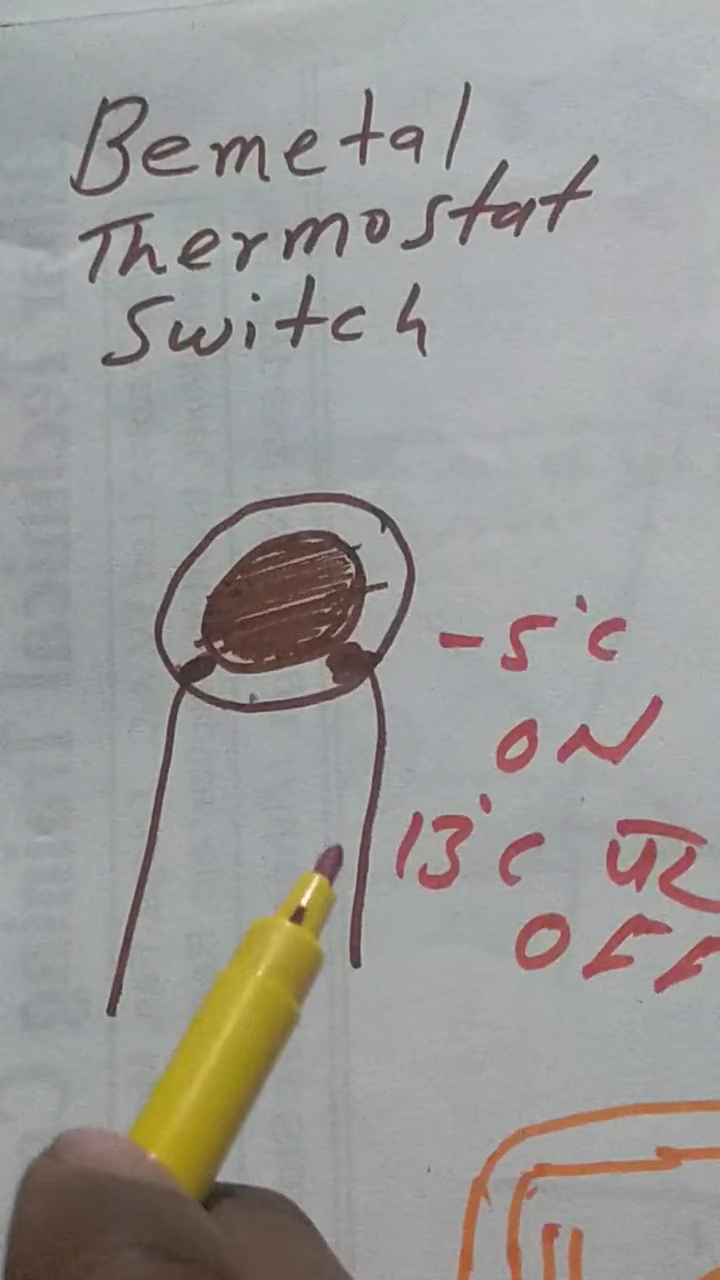 Bemetal
Thermostat
Switch
-5°C
ON
13°C पर
OFF